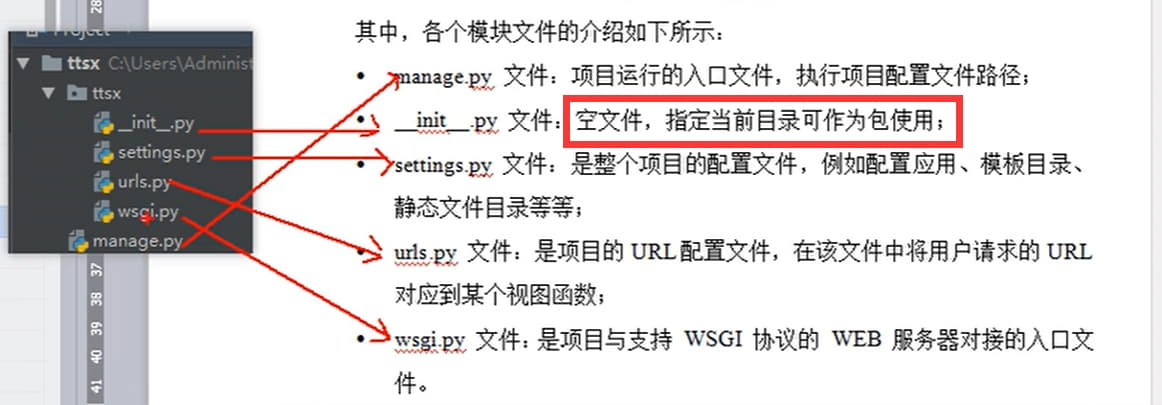 28
Project
ttsx C:\Users\Administ
ttsx
__init__.py
settings.py
urls.py
wsgi.py
manage.py
37
38
39
40
41
其中，各个模块文件的介绍如下所示：
• manage.py 文件：项目运行的入口文件，执行项目配置文件路径；
• __init__.py 文件：空文件，指定当前目录可作为包使用；
• settings.py 文件：是整个项目的配置文件，例如配置应用、模板目录、
静态文件目录等等；
• urls.py 文件：是项目的 URL 配置文件，在该文件中将用户请求的 URL
对应到某个视图函数；
• wsgi.py 文件：是项目与支持 WSGI 协议的 WEB 服务器对接的入口文
件。